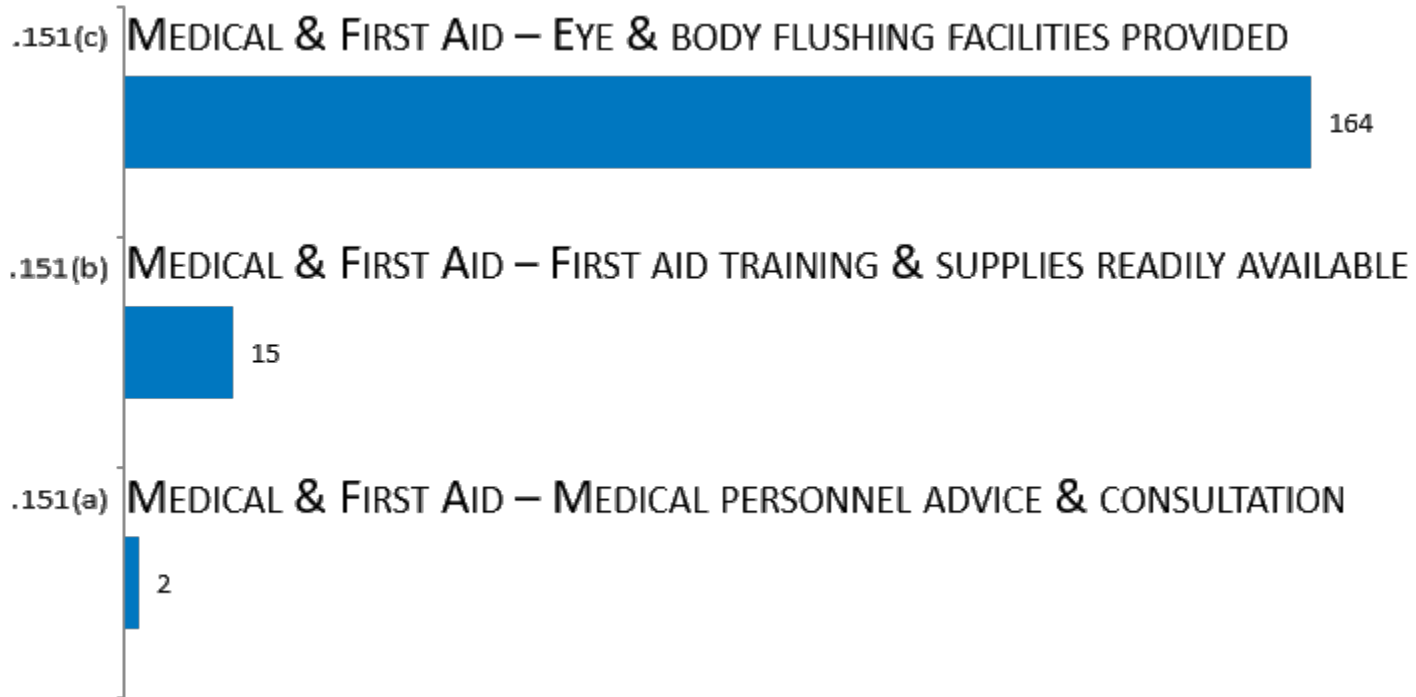 .151(c) MEDICAL & FIRST AID – EYE & BODY FLUSHING FACILITIES PROVIDED
164
.151(b) MEDICAL & FIRST AID – FIRST AID TRAINING & SUPPLIES READILY AVAILABLE
15
.151(a) MEDICAL & FIRST AID – MEDICAL PERSONNEL ADVICE & CONSULTATION
2